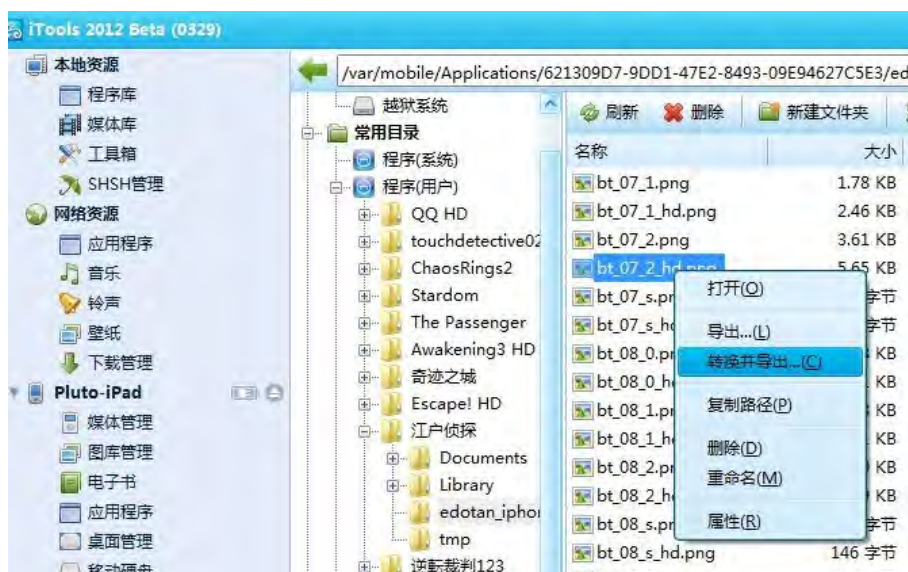 iTools 2012 Beta (0329)
本地资源
程序库
媒体库
工具箱
SHSH管理
网络资源
应用程序
音乐
铃声
壁纸
下载管理
Pluto-iPad
媒体管理
图库管理
电子书
应用程序
桌面管理
移动硬盘
/var/mobile/Applications/621309D7-9DD1-47E2-8493-09E94627C5E3/ed
越狱系统
常用目录
程序(系统)
程序(用户)
QQ HD
touchdetective02
ChaosRings2
Stardom
The Passenger
Awakening3 HD
奇迹之城
Escape! HD
江户侦探
Documents
Library
edotan_iphon
tmp
逆転裁判123
刷新 删除 新建文件夹
名称 大小
bt_07_1.png 1.78 KB
bt_07_1_hd.png 2.46 KB
bt_07_2.png 3.61 KB
bt_07_2_hd.png 5.65 KB
bt_07_s.pr 字节
bt_07_s_h 字节
bt_08_0.pr KB
bt_08_0_h KB
bt_08_1.pr KB
bt_08_1_h KB
bt_08_2.pr KB
bt_08_2_h KB
bt_08_s.pr 字节
bt_08_s_hd.png 146 字节
打开(O)
导出...(L)
转换并导出...(C)
复制路径(P)
删除(D)
重命名(M)
属性(R)